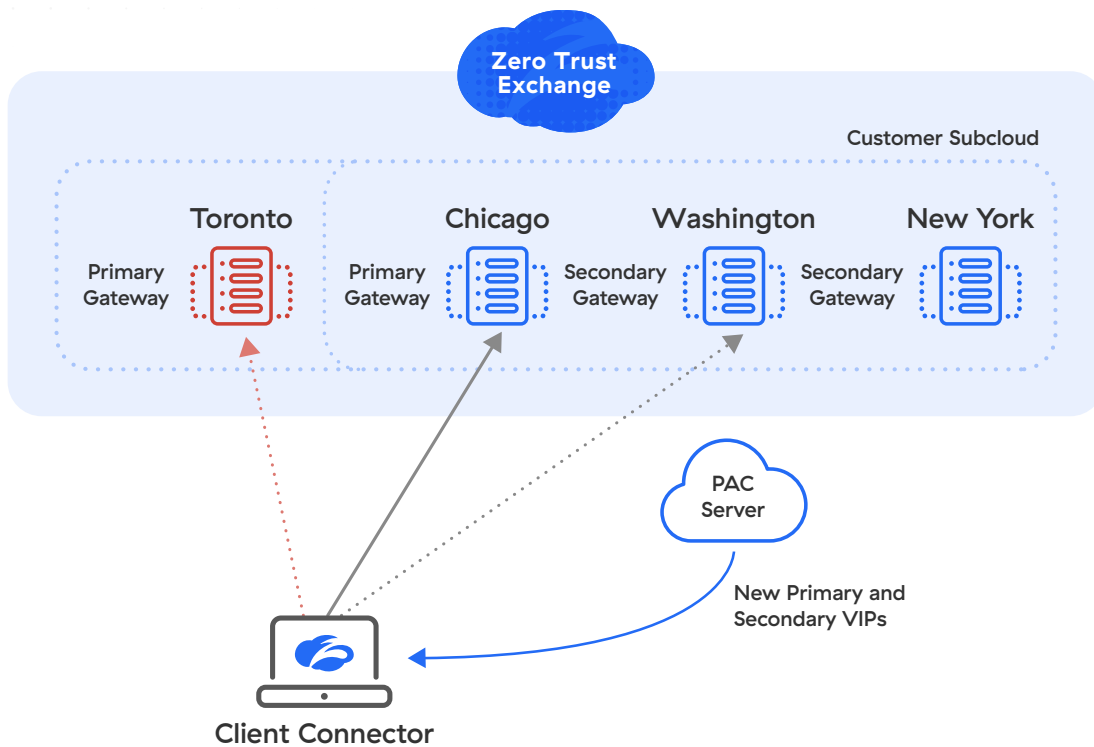 Zero Trust
Exchange
Customer Subcloud
Toronto
Chicago
Washington
New York
Primary
Gateway
Primary
Gateway
Secondary
Gateway
Secondary
Gateway
PAC
Server
New Primary and
Secondary VIPs
Client Connector